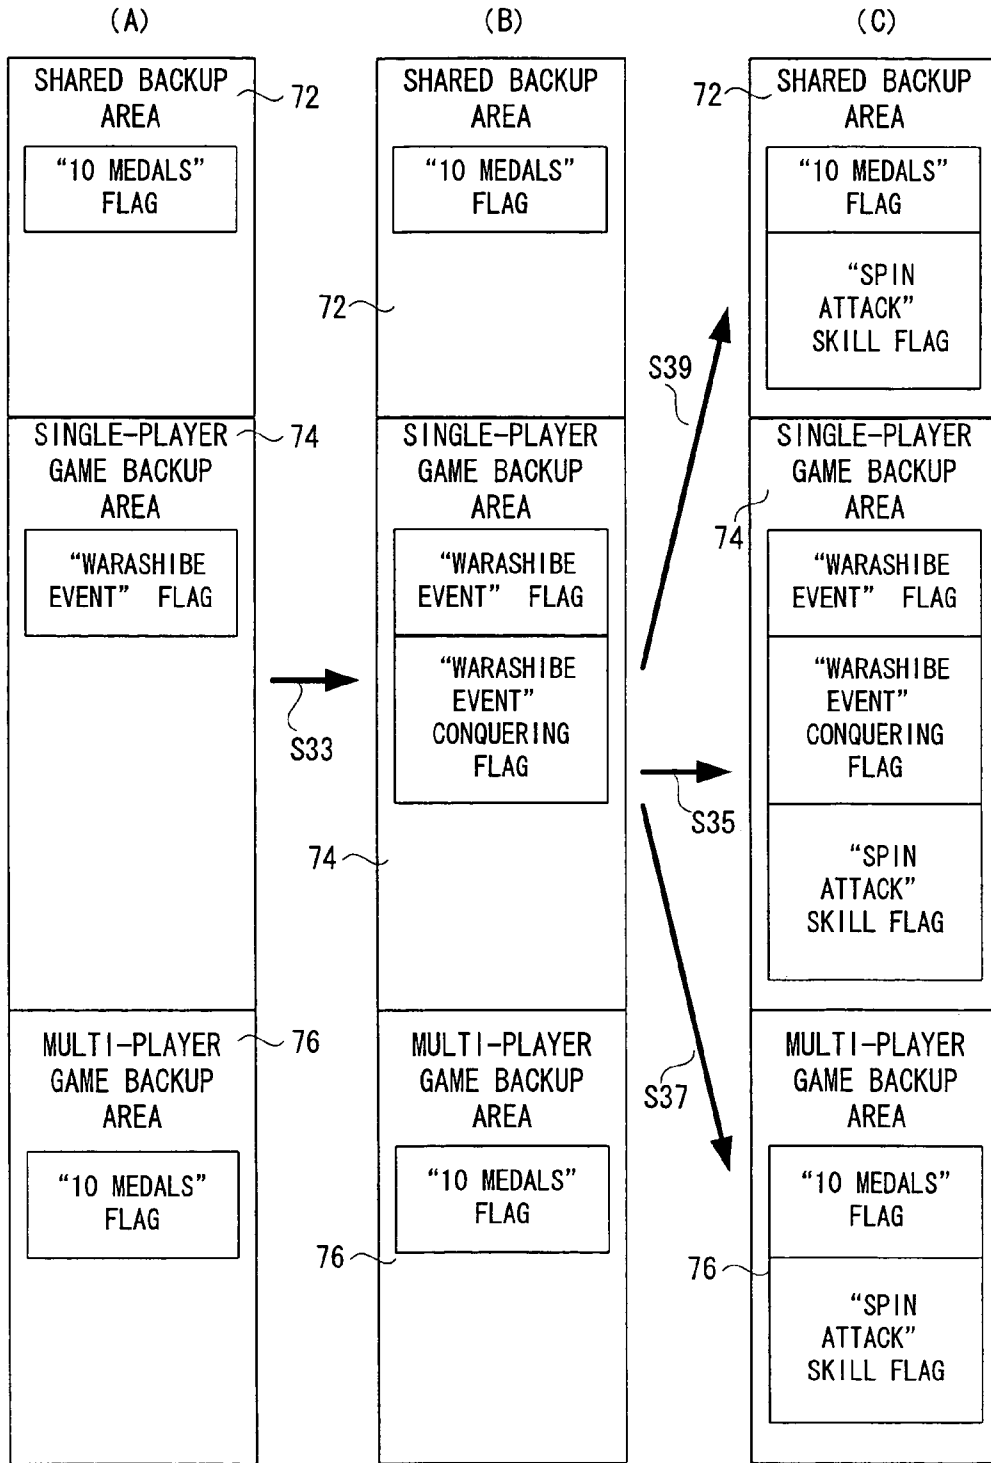 (A)
SHARED BACKUP
AREA
72
“10 MEDALS”
FLAG
SINGLE-PLAYER
GAME BACKUP
AREA
74
“WARASHIBE
EVENT” FLAG
MULTI-PLAYER
GAME BACKUP
AREA
76
“10 MEDALS”
FLAG
S33
(B)
SHARED BACKUP
AREA
“10 MEDALS”
FLAG
72
SINGLE-PLAYER
GAME BACKUP
AREA
“WARASHIBE
EVENT” FLAG
“WARASHIBE
EVENT”
CONQUERING
FLAG
74
MULTI-PLAYER
GAME BACKUP
AREA
“10 MEDALS”
FLAG
76
S39
S35
S37
(C)
72
SHARED BACKUP
AREA
“10 MEDALS”
FLAG
“SPIN
ATTACK”
SKILL FLAG
SINGLE-PLAYER
GAME BACKUP
AREA
74
“WARASHIBE
EVENT” FLAG
“WARASHIBE
EVENT”
CONQUERING
FLAG
“SPIN
ATTACK”
SKILL FLAG
MULTI-PLAYER
GAME BACKUP
AREA
“10 MEDALS”
FLAG
76
“SPIN
ATTACK”
SKILL FLAG